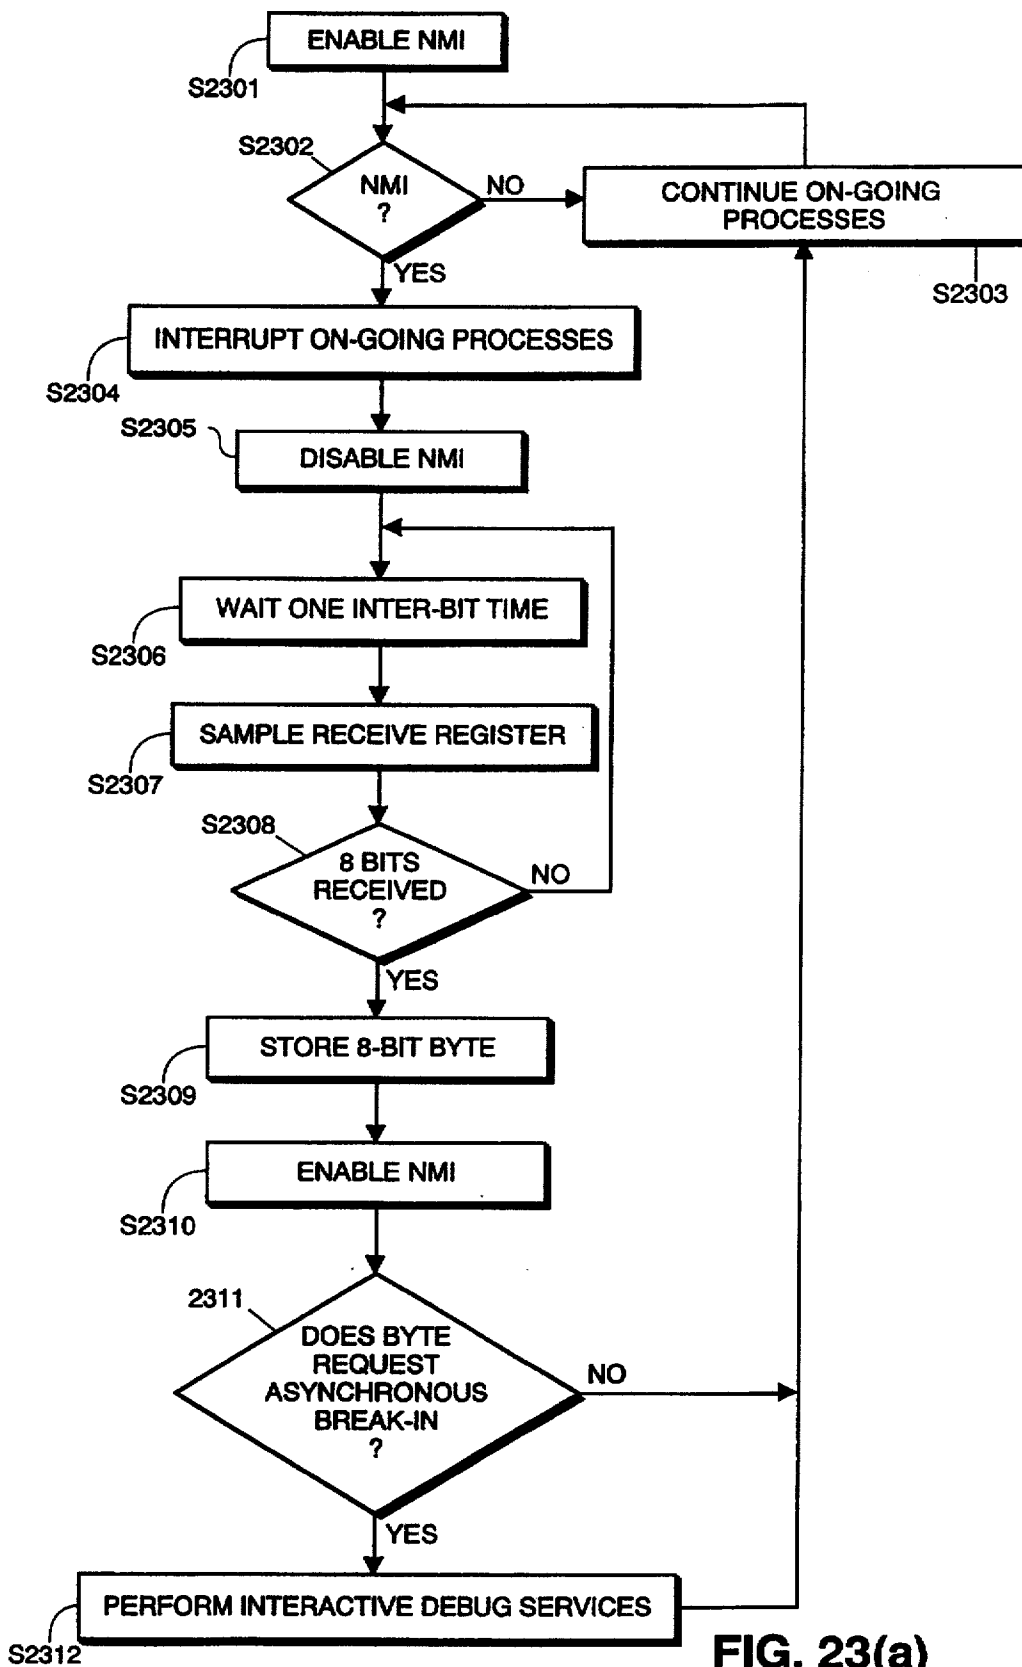 ENABLE NMI
S2301
S2302
NMI
?
NO
CONTINUE ON-GOING
PROCESSES
S2303
YES
INTERRUPT ON-GOING PROCESSES
S2304
S2305
DISABLE NMI
WAIT ONE INTER-BIT TIME
S2306
SAMPLE RECEIVE REGISTER
S2307
S2308
8 BITS
RECEIVED
?
NO
YES
STORE 8-BIT BYTE
S2309
ENABLE NMI
S2310
2311
DOES BYTE
REQUEST
ASYNCHRONOUS
BREAK-IN
?
NO
YES
PERFORM INTERACTIVE DEBUG SERVICES
S2312
FIG. 23(a)